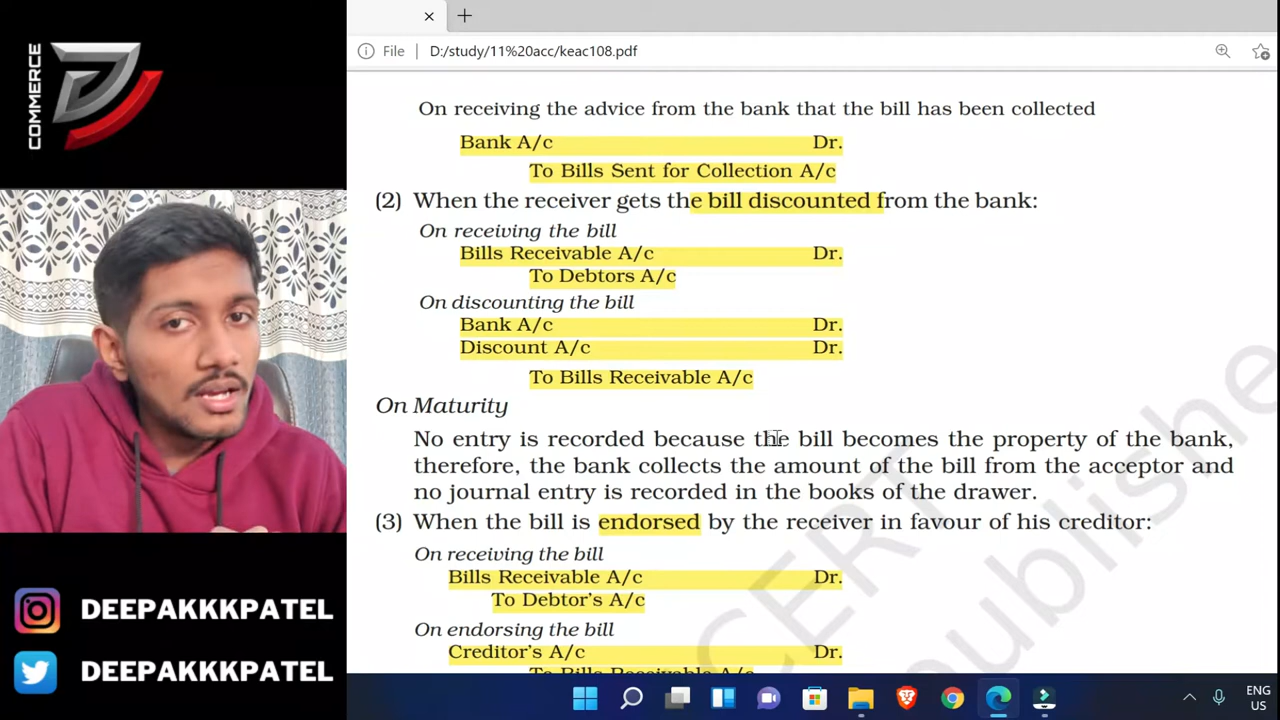 COMMERCE
File
D:/study/11%20acc/keac108.pdf
On receiving the advice from the bank that the bill has been collected
Bank A/c Dr.
To Bills Sent for Collection A/c
(2) When the receiver gets the bill discounted from the bank:
On receiving the bill
Bills Receivable A/c Dr.
To Debtors A/c
On discounting the bill
Bank A/c Dr.
Discount A/c Dr.
To Bills Receivable A/c
On Maturity
No entry is recorded because the bill becomes the property of the bank,
therefore, the bank collects the amount of the bill from the acceptor and
no journal entry is recorded in the books of the drawer.
(3) When the bill is endorsed by the receiver in favour of his creditor:
On receiving the bill
Bills Receivable A/c Dr.
To Debtor's A/c
On endorsing the bill
Creditor's A/c Dr.
To Bills Receivable A/c
DEEPAKKKPATEL
DEEPAKKKPATEL
ENG
US